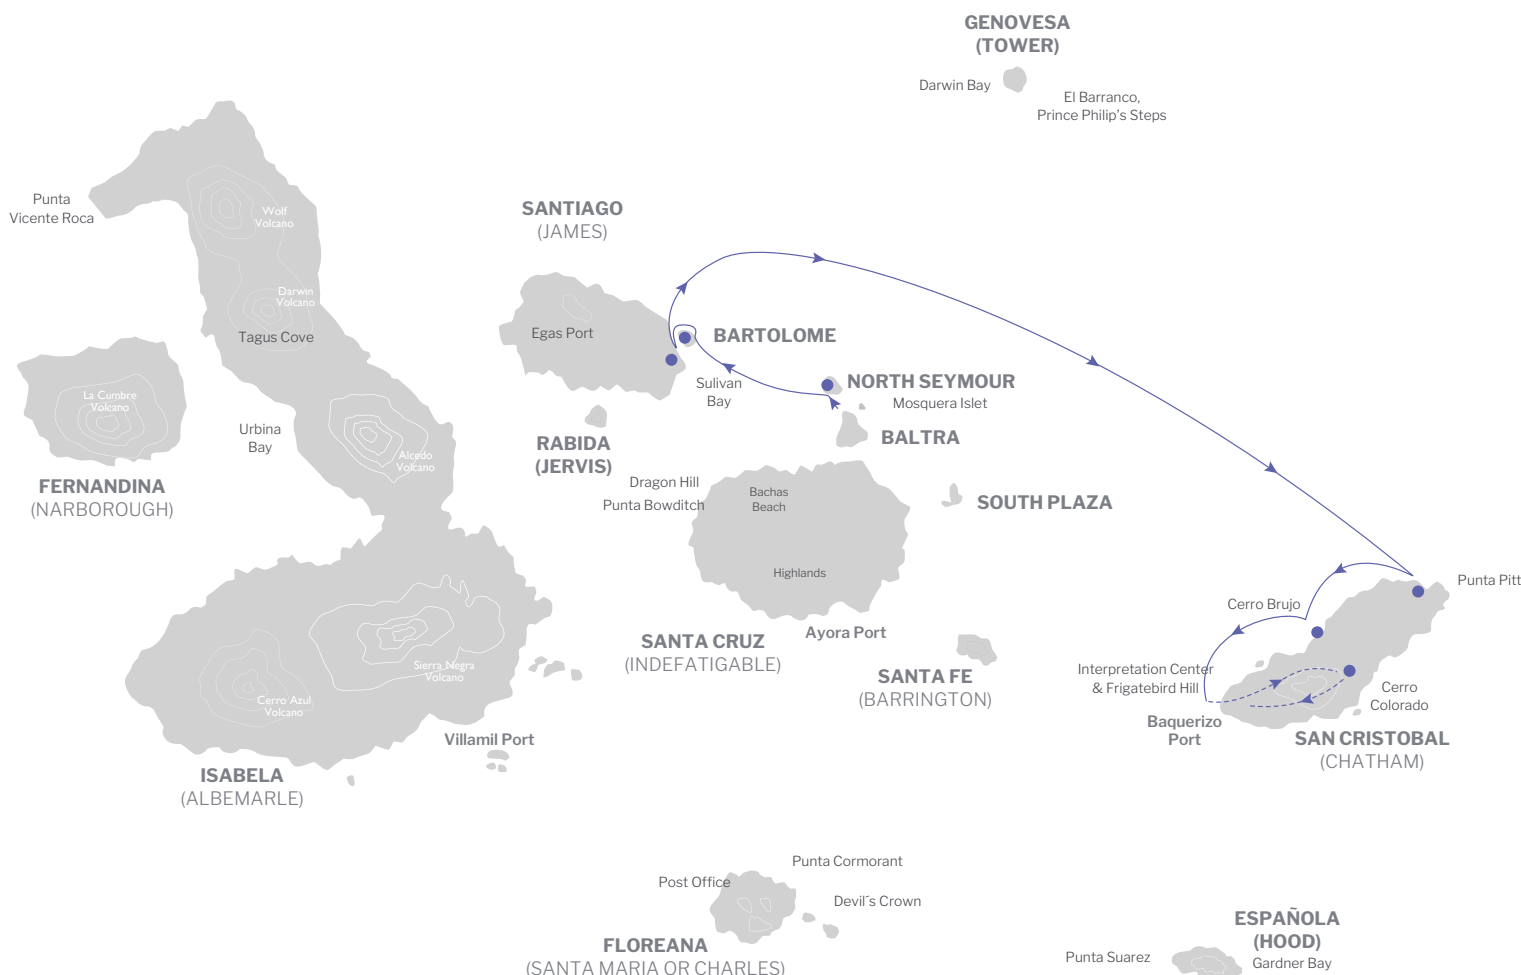 GENOVESA
(TOWER)
Darwin Bay
El Barranco,
Prince Philip's Steps
Punta
Vicente Roca
Wolf
Volcano
SANTIAGO
(JAMES)
Darwin
Volcano
Tagus Cove
Egas Port
BARTOLOME
Sulivan
Bay
NORTH SEYMOUR
Mosquera Islet
La Cumbre
Volcano
Urbina
Bay
Alcedo
Volcano
RABIDA
(JERVIS)
BALTRA
FERNANDINA
(NARBOROUGH)
Dragon Hill
Punta Bowditch
Bachas
Beach
SOUTH PLAZA
Highlands
Punta Pitt
Cerro Brujo
SANTA CRUZ
(INDEFATIGABLE)
Ayora Port
SANTA FE
(BARRINGTON)
Interpretation Center
& Frigatebird Hill
Cerro
Colorado
Baquerizo
Port
SAN CRISTOBAL
(CHATHAM)
Sierra Negra
Volcano
Cerro Azul
Volcano
Villamil Port
ISABELA
(ALBEMARLE)
Punta Cormorant
Post Office
Devil´s Crown
FLOREANA
(SANTA MARIA OR CHARLES)
ESPAÑOLA
(HOOD)
Punta Suarez
Gardner Bay